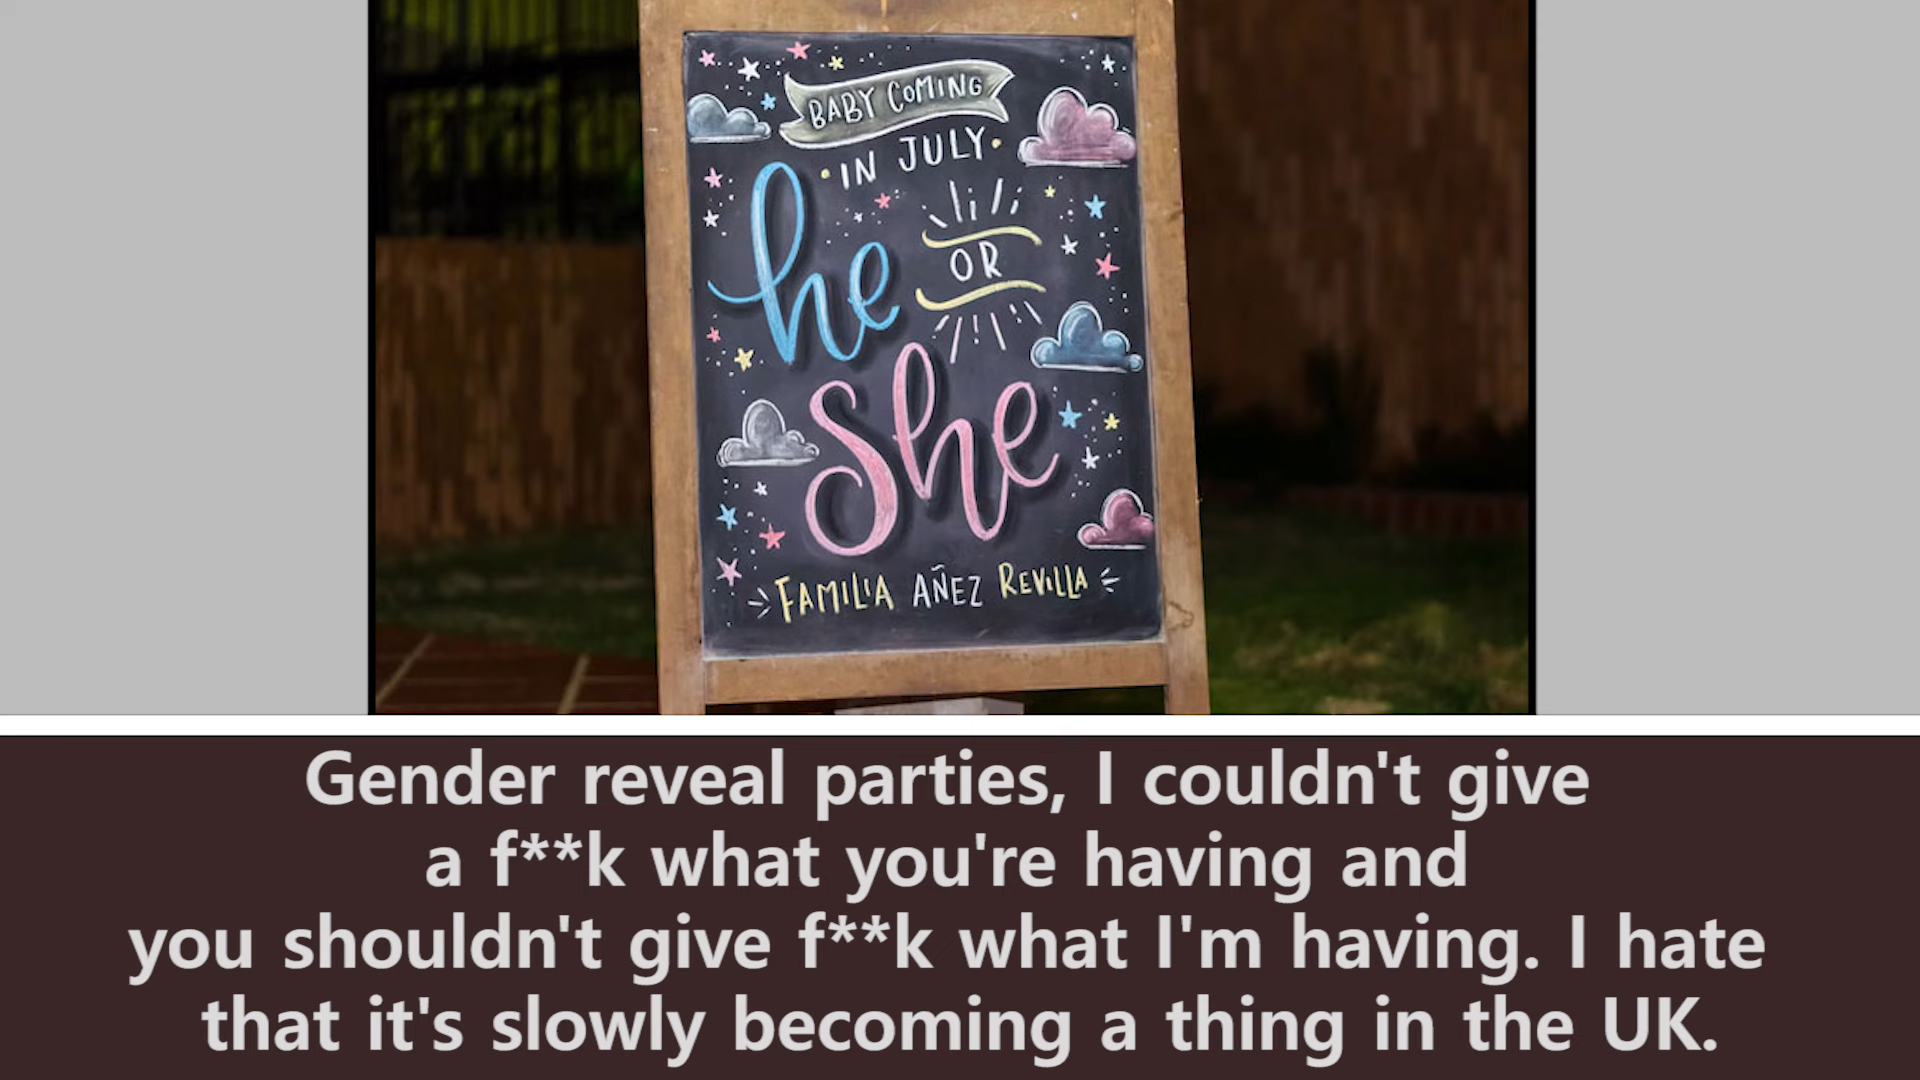 BABY COMING
• IN JULY •
he
OR
She
FAMILIA AÑEZ REVILLA
Gender reveal parties, I couldn't give
a f**k what you're having and
you shouldn't give f**k what I'm having. I hate
that it's slowly becoming a thing in the UK.